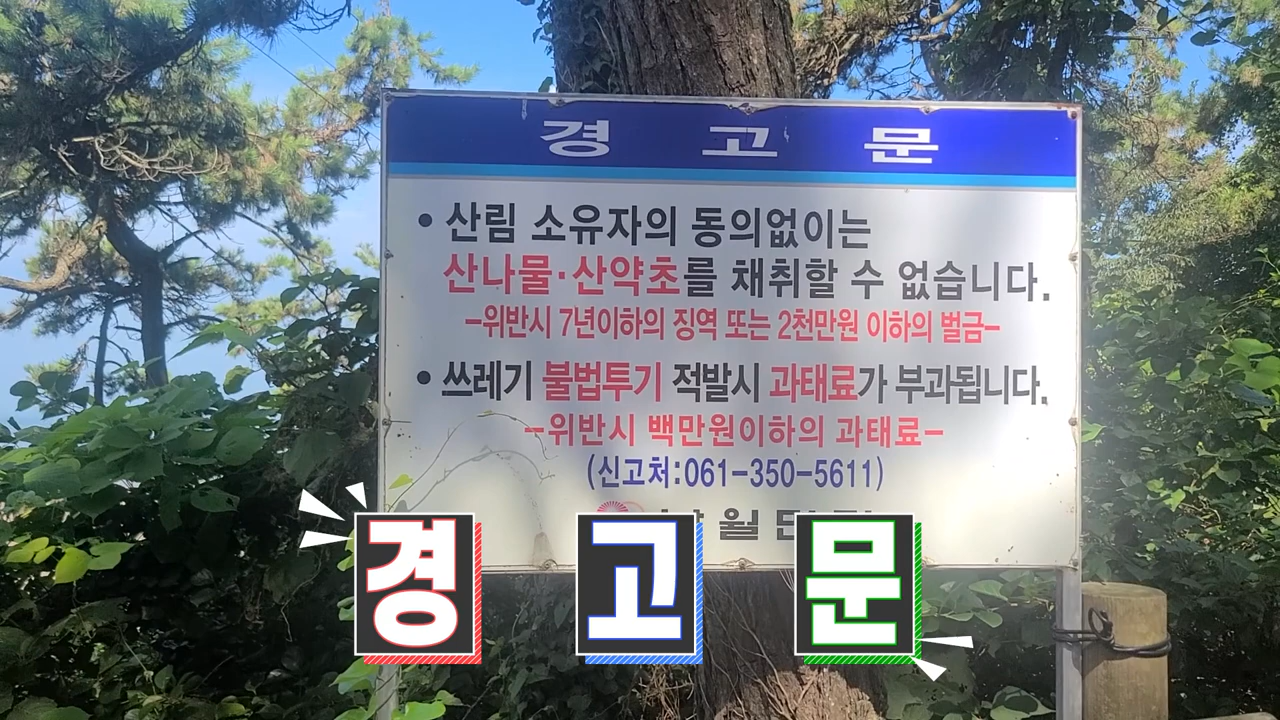 경 고 문
• 산림 소유자의 동의없이는
산나물·산약초를 채취할 수 없습니다.
-위반시 7년이하의 징역 또는 2천만원 이하의 벌금-
• 쓰레기 불법투기 적발시 과태료가 부과됩니다.
-위반시 백만원이하의 과태료-
(신고처:061-350-5611)
경 고 문